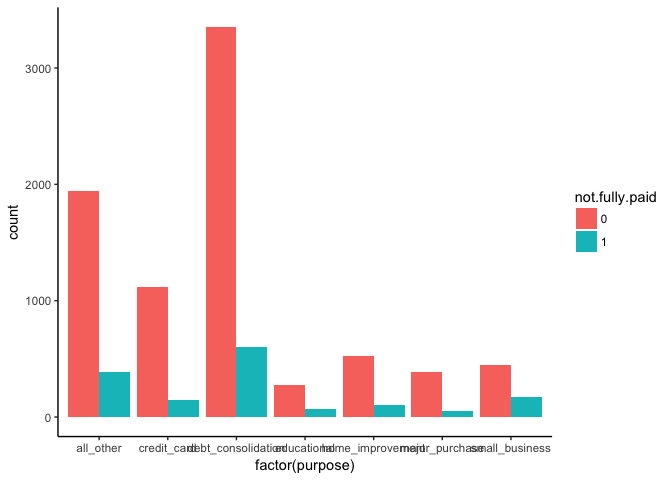 3000
2000
1000
0
count
all_other
credit_card
debt_consolidation
educational
home_improvement
major_purchase
small_business
factor(purpose)
not.fully.paid
0
1